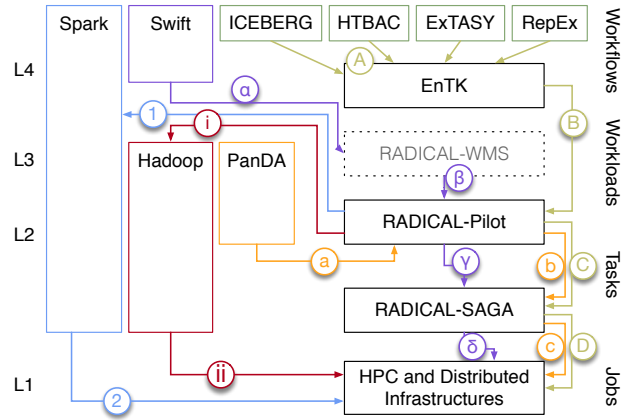 Spark
Swift
ICEBERG
HTBAC
ExTASY
RepEx
Workflows
L4
A
EnTK
α
1
i
B
Workloads
L3
Hadoop
PanDA
RADICAL-WMS
β
L2
RADICAL-Pilot
a
γ
b
C
Tasks
RADICAL-SAGA
δ
c
D
L1
ii
2
HPC and Distributed
Infrastructures
Jobs